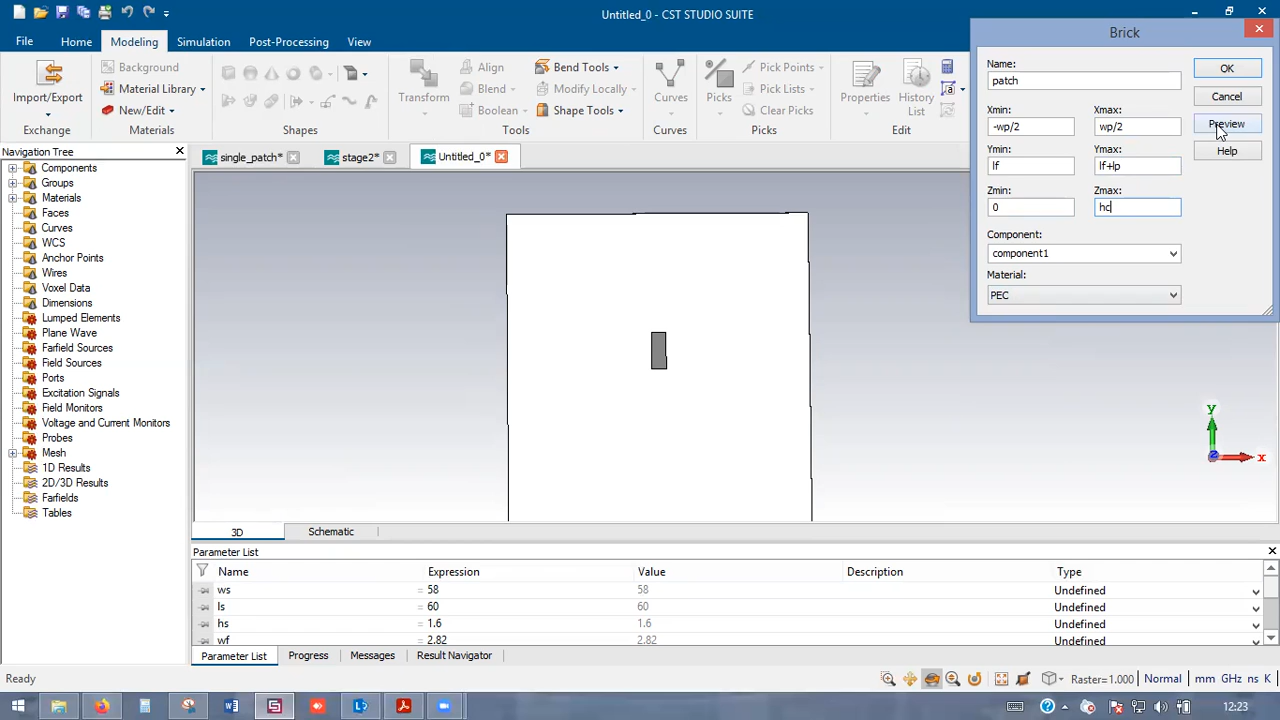 Untitled_0 - CST STUDIO SUITE
File Home Modeling Simulation Post-Processing View
Import/Export
Exchange
Background
Material Library
New/Edit
Materials
Shapes
Transform
Align
Blend
Boolean
Bend Tools
Modify Locally
Shape Tools
Tools
Curves
Curves
Picks
Pick Points
Pick Lists
Clear Picks
Picks
Properties
History
List
Edit
Navigation Tree
Components
Groups
Materials
Faces
Curves
WCS
Anchor Points
Wires
Voxel Data
Dimensions
Lumped Elements
Plane Wave
Farfield Sources
Field Sources
Ports
Excitation Signals
Field Monitors
Voltage and Current Monitors
Probes
Mesh
1D Results
2D/3D Results
Farfields
Tables
single_patch* stage2* Untitled_0*
Brick
Name:
patch
Xmin: Xmax:
-wp/2 wp/2
Ymin: Ymax:
lf lf+lp
Zmin: Zmax:
0 hc
Component:
component1
Material:
PEC
OK
Cancel
Preview
Help
y
z x
3D Schematic
Parameter List
Name Expression Value Description Type
ws = 58 58 Undefined
ls = 60 60 Undefined
hs = 1.6 1.6 Undefined
wf = 2.82 2.82 Undefined
Parameter List Progress Messages Result Navigator
Ready
Raster=1.000 Normal mm GHz ns K
12:23